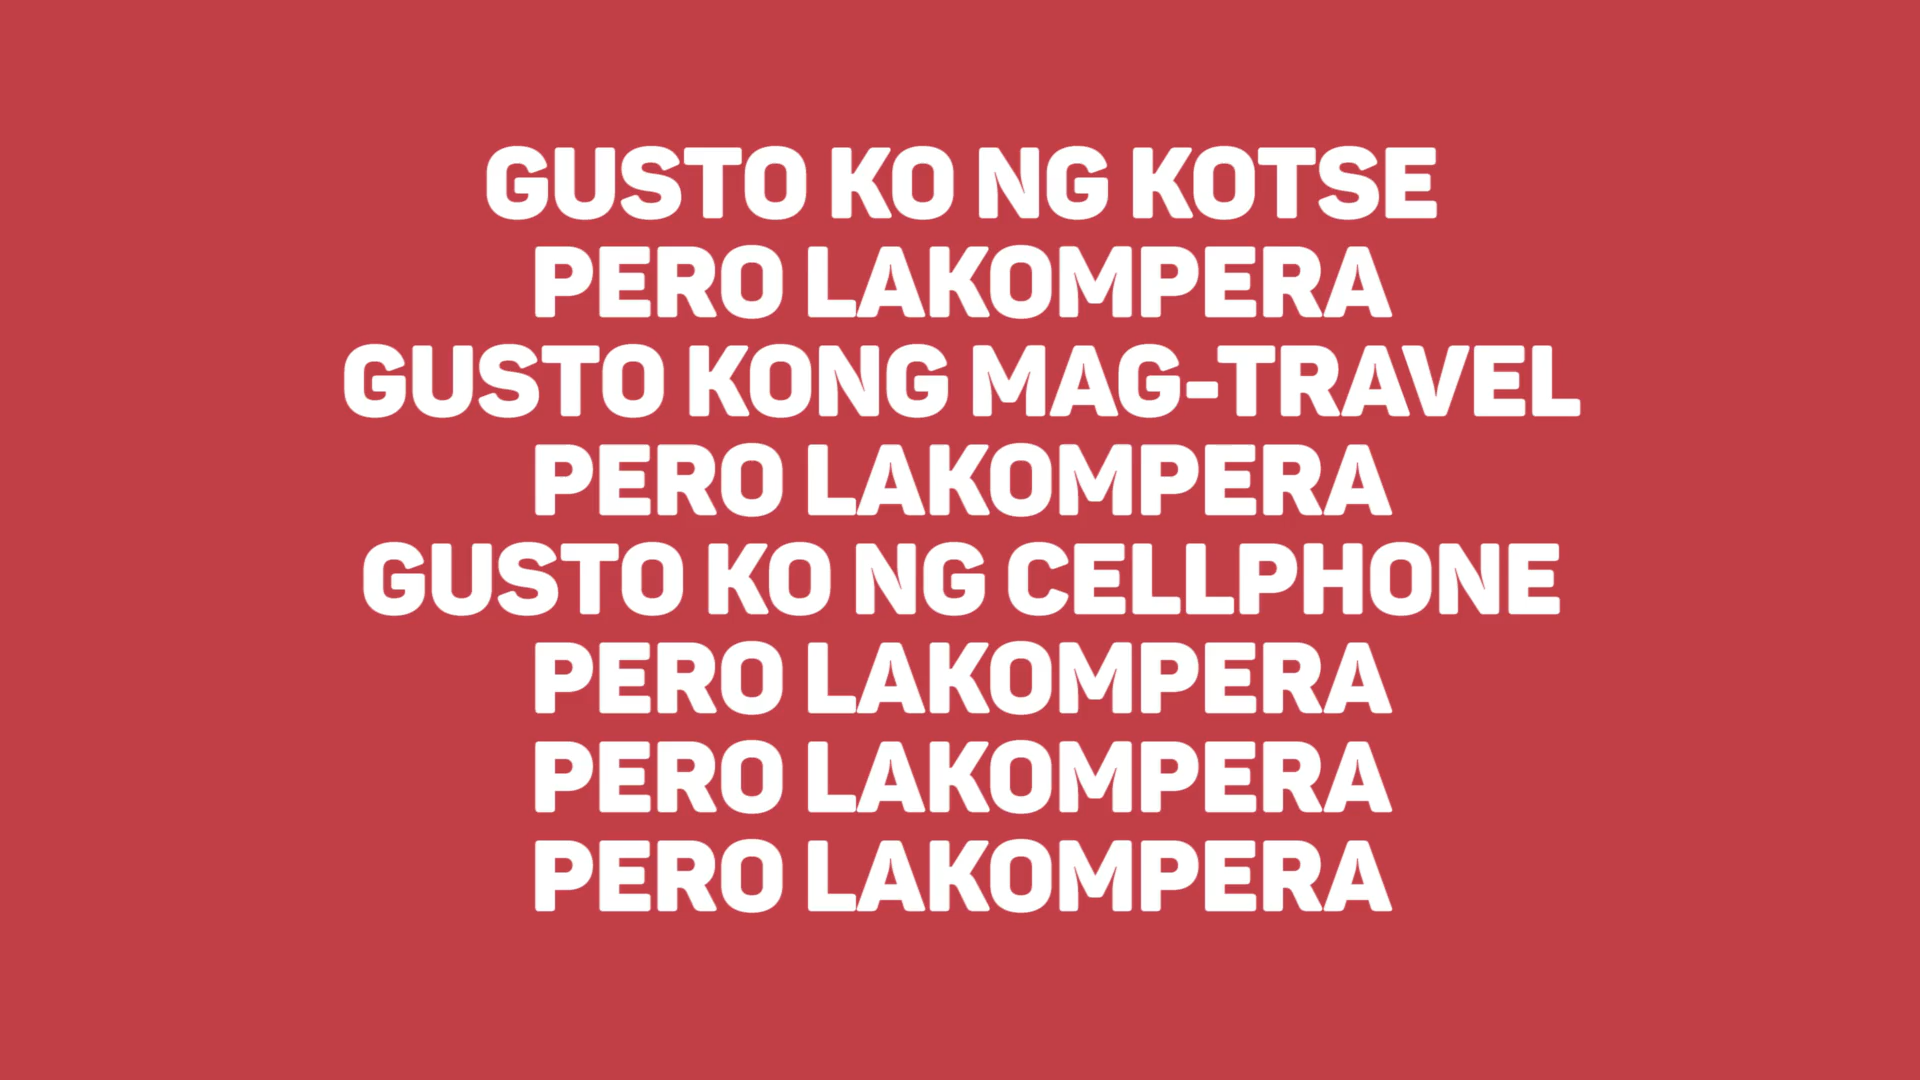 GUSTO KO NG KOTSE
PERO LAKOMPERA
GUSTO KONG MAG-TRAVEL
PERO LAKOMPERA
GUSTO KO NG CELLPHONE
PERO LAKOMPERA
PERO LAKOMPERA
PERO LAKOMPERA